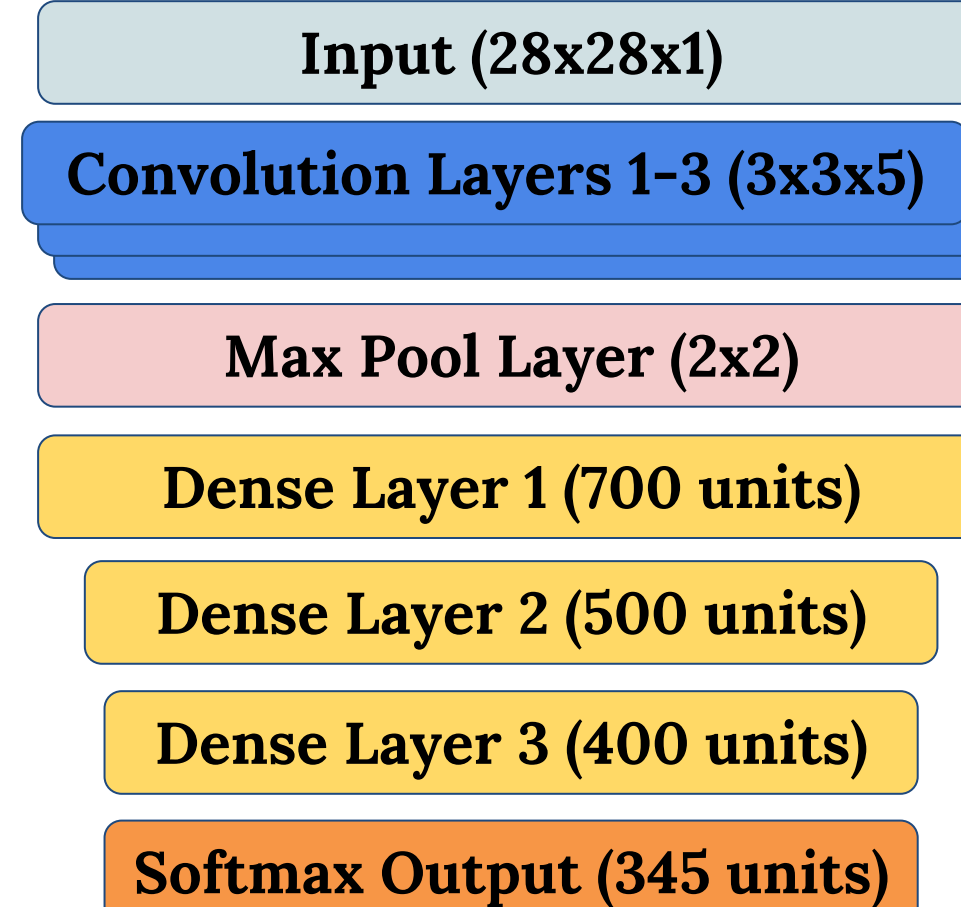 Input (28x28x1)
Convolution Layers 1-3 (3x3x5)
Max Pool Layer (2x2)
Dense Layer 1 (700 units)
Dense Layer 2 (500 units)
Dense Layer 3 (400 units)
Softmax Output (345 units)